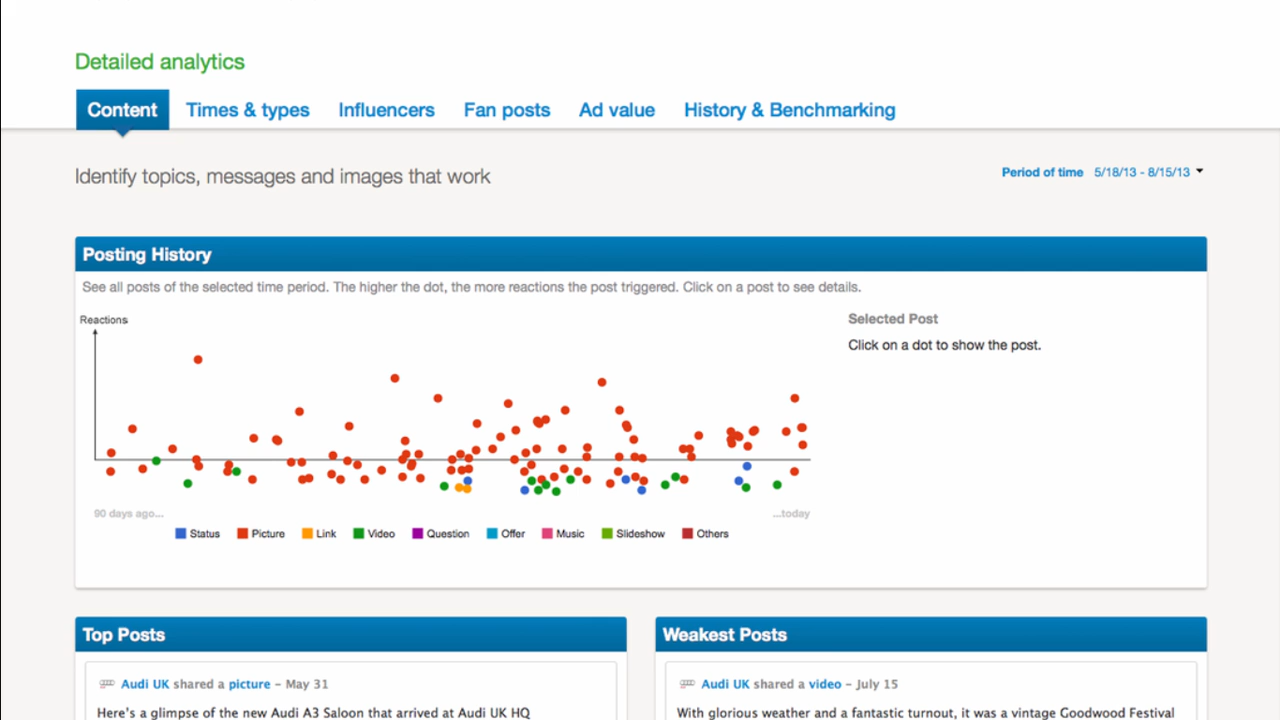 Detailed analytics
Content Times & types Influencers Fan posts Ad value History & Benchmarking
Identify topics, messages and images that work
Period of time 5/18/13 - 8/15/13
Posting History
See all posts of the selected time period. The higher the dot, the more reactions the post triggered. Click on a post to see details.
Reactions
Selected Post
Click on a dot to show the post.
90 days ago...
...today
Status Picture Link Video Question Offer Music Slideshow Others
Top Posts
Audi UK shared a picture – May 31
Here's a glimpse of the new Audi A3 Saloon that arrived at Audi UK HQ
Weakest Posts
Audi UK shared a video – July 15
With glorious weather and a fantastic turnout, it was a vintage Goodwood Festival